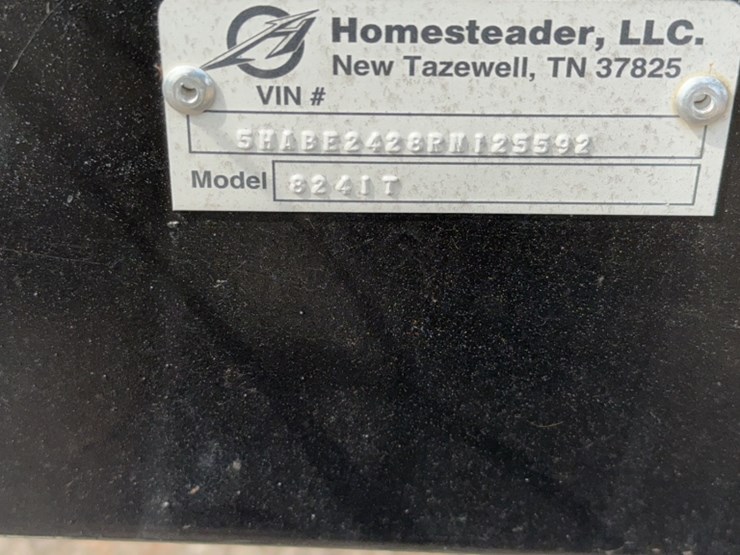 Homesteader, LLC.
New Tazewell, TN 37825
VIN #
5HABE2428RN125592
Model 824IT